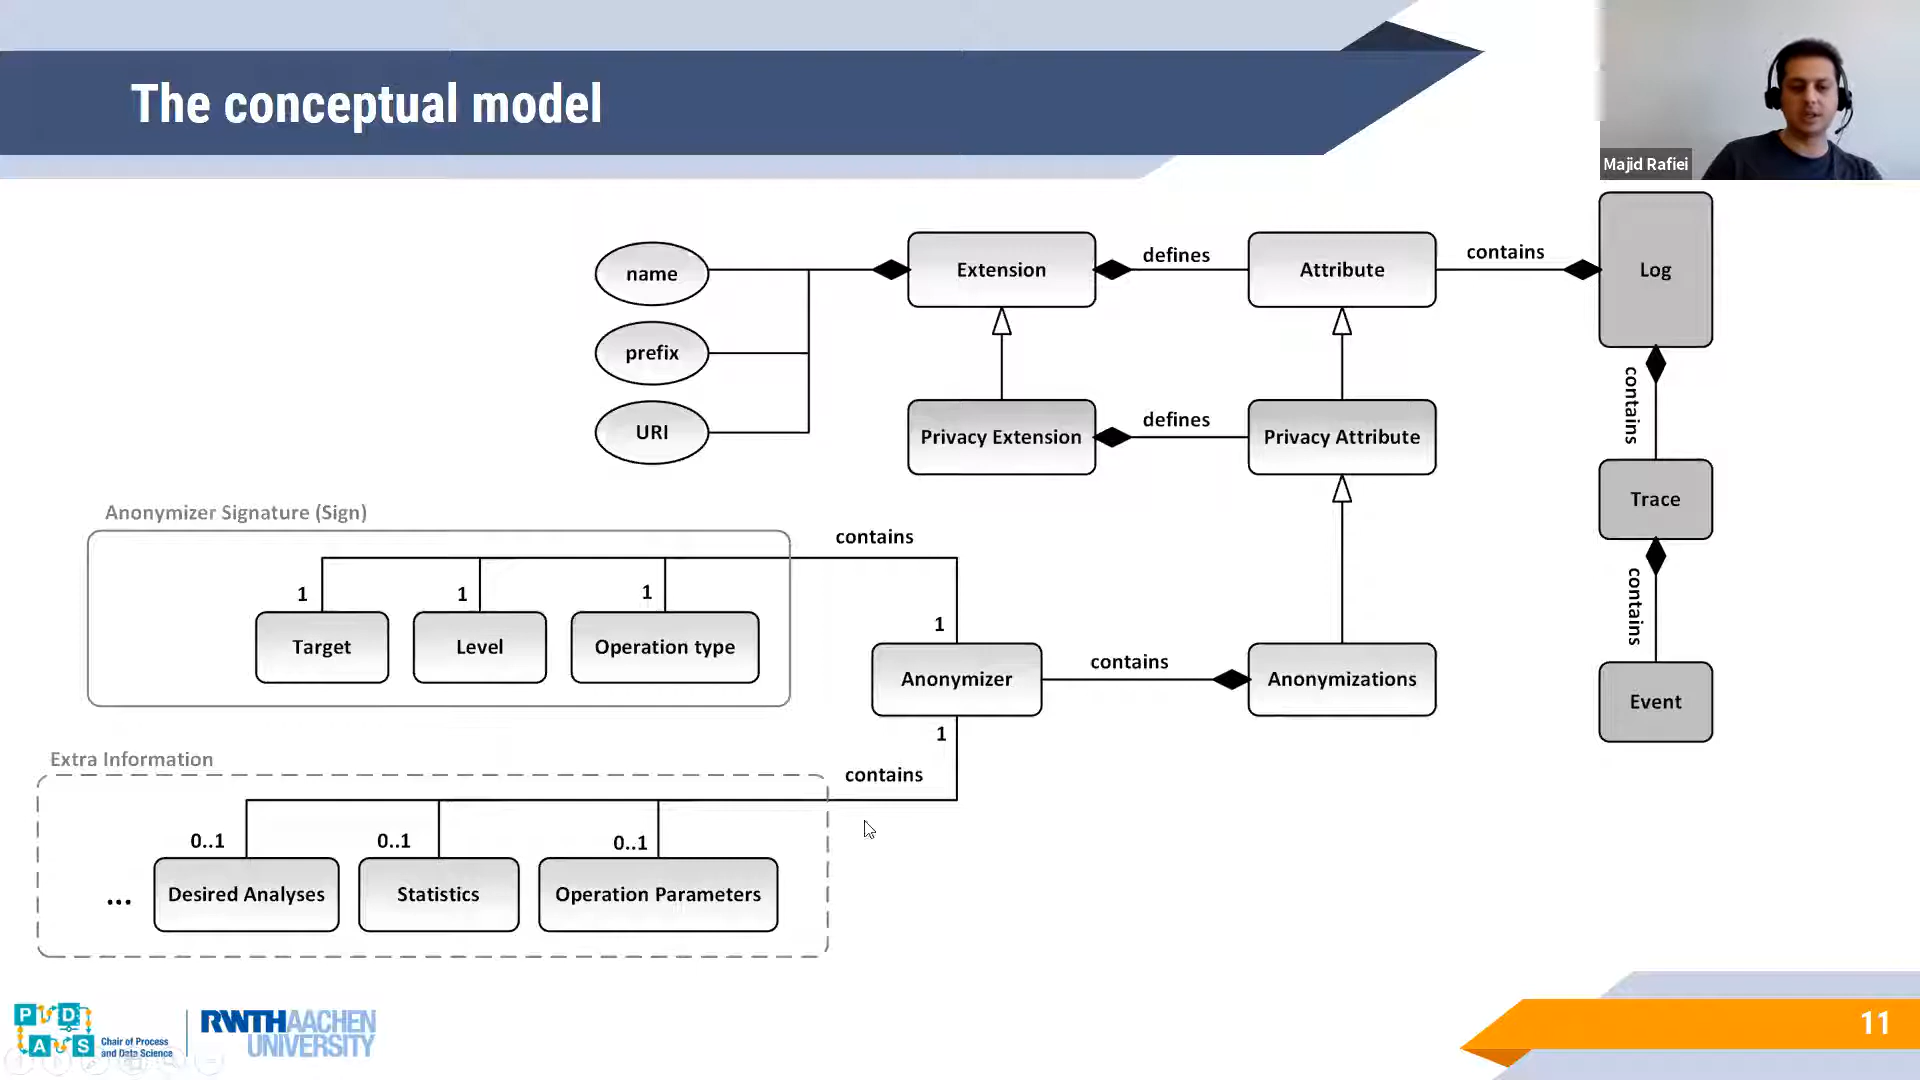 The conceptual model
Majid Rafiei
name
prefix
URI
Extension
defines
Attribute
contains
Log
Privacy Extension
defines
Privacy Attribute
contains
Trace
contains
Event
Anonymizer Signature (Sign)
contains
1
1
1
Target
Level
Operation type
1
Anonymizer
contains
Anonymizations
1
Extra Information
contains
0..1
0..1
0..1
...
Desired Analyses
Statistics
Operation Parameters
P D
A S
Chair of Process
and Data Science
RWTH AACHEN
UNIVERSITY
11